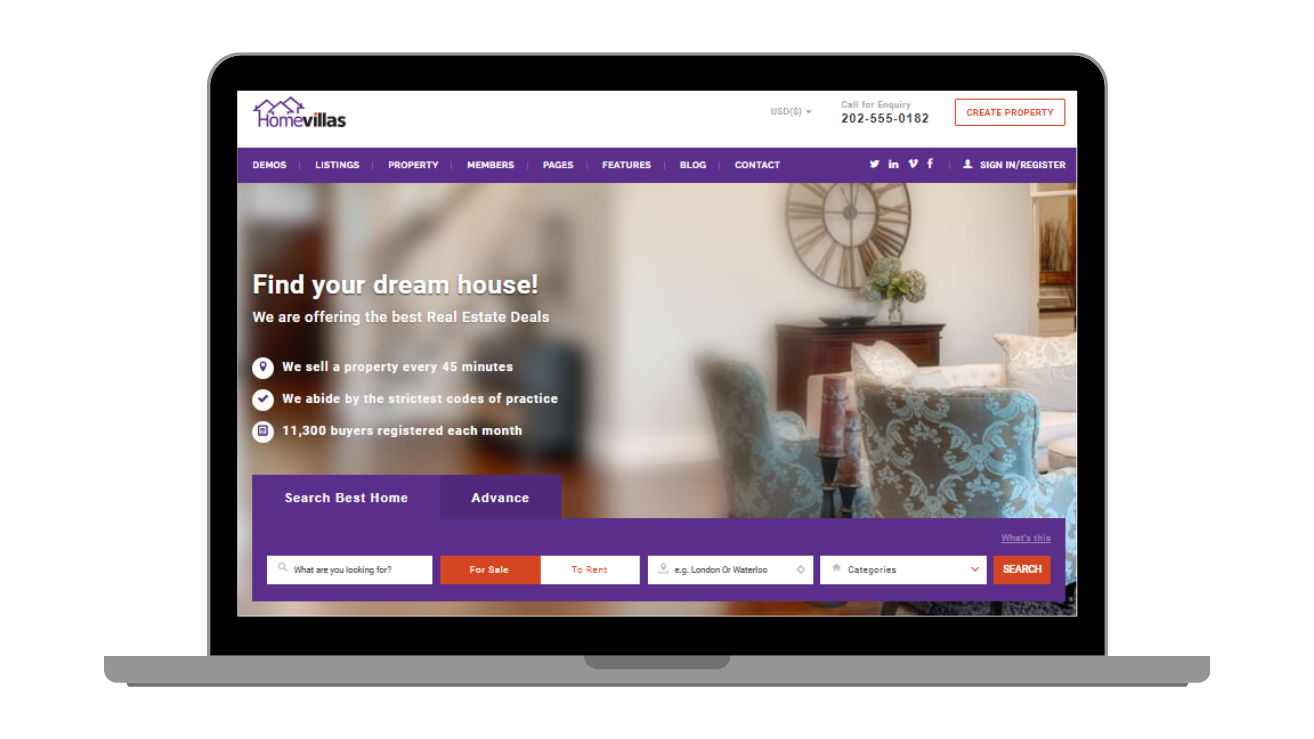 Homevillas
USD($)
Call for Enquiry
202-555-0182
CREATE PROPERTY
DEMOS | LISTINGS | PROPERTY | MEMBERS | PAGES | FEATURES | BLOG | CONTACT
SIGN IN/REGISTER
Find your dream house!
We are offering the best Real Estate Deals
We sell a property every 45 minutes
We abide by the strictest codes of practice
11,300 buyers registered each month
Search Best Home
Advance
What's this
What are you looking for?
For Sale
To Rent
e.g. London Or Waterloo
Categories
SEARCH